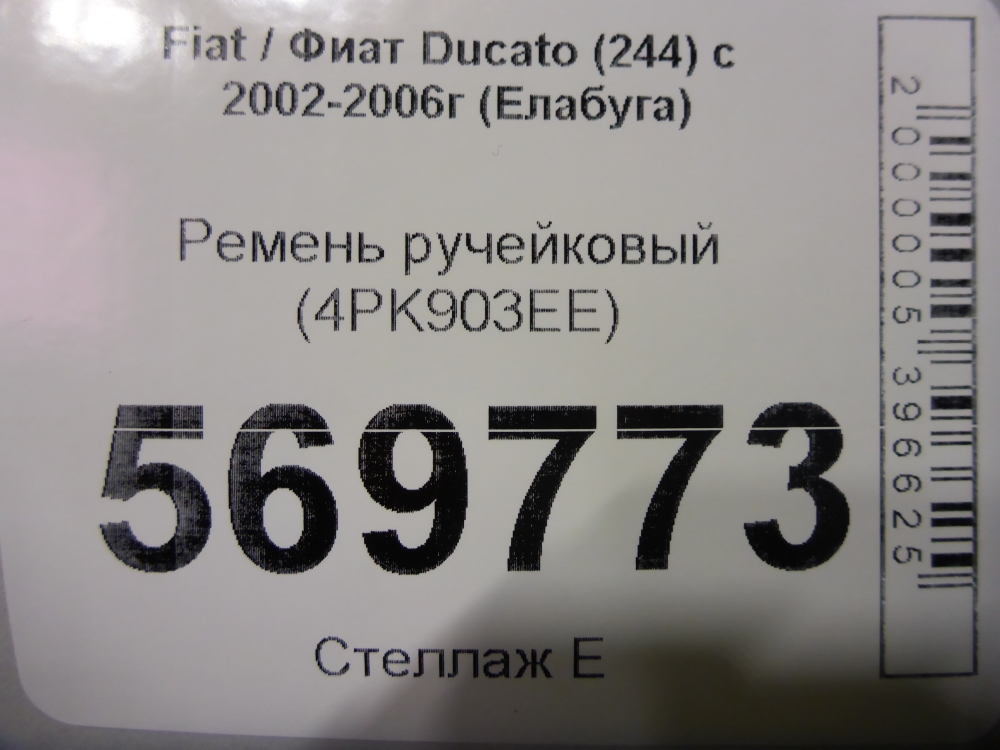 Fiat / Фиат Ducato (244) с
2002-2006г (Елабуга)
Ремень ручейковый
(4PK903EE)
569773
Стеллаж Е
2000005396625